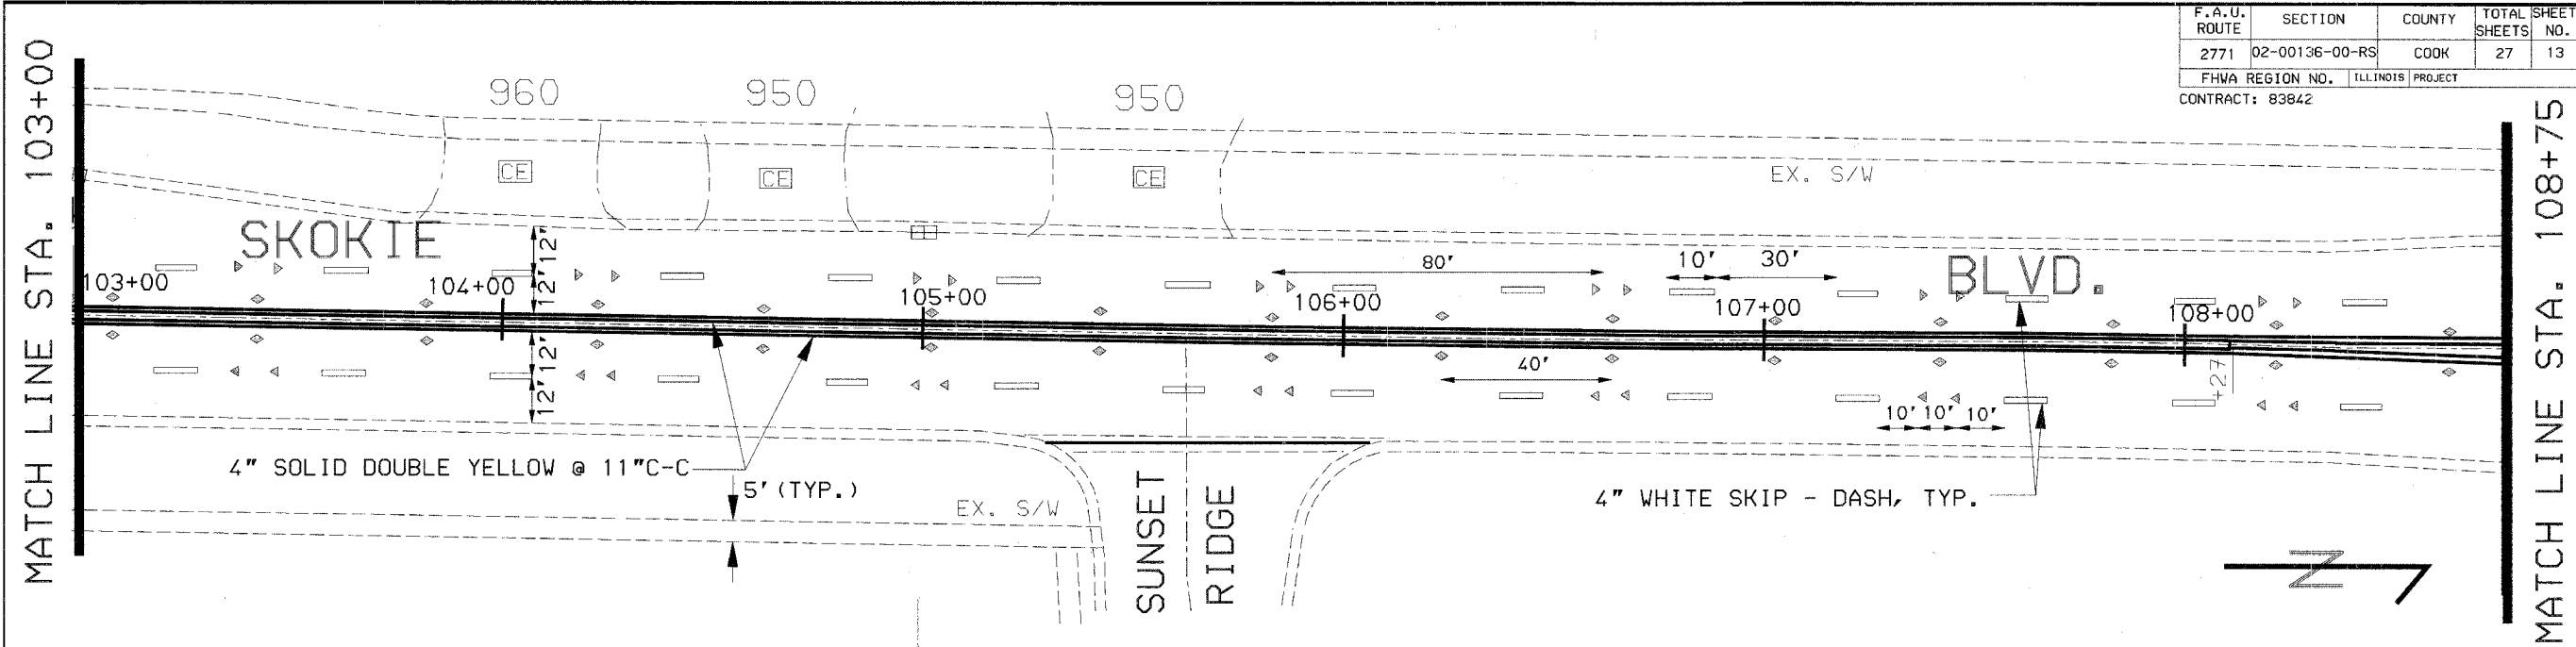 F.A.U. ROUTE SECTION COUNTY TOTAL SHEETS SHEET NO.
2771 02-00136-00-RS COOK 27 13
FHWA REGION NO. ILLINOIS PROJECT
CONTRACT: 83842
MATCH LINE STA. 103+00
960 950 950
CE CE CE
EX. S/W
SKOKIE BLVD.
12'
12'
12'
12'
80' 10' 30'
103+00 104+00 105+00 106+00 107+00 108+00
40'
+27
10' 10' 10'
4" SOLID DOUBLE YELLOW @ 11"C-C
5' (TYP.)
EX. S/W
SUNSET
RIDGE
4" WHITE SKIP - DASH, TYP.
N
MATCH LINE STA. 108+75